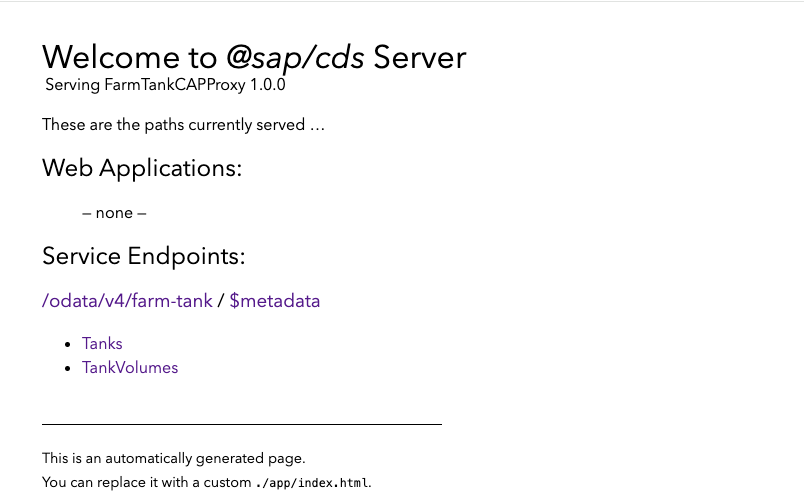 Welcome to @sap/cds Server
Serving FarmTankCAPProxy 1.0.0
These are the paths currently served …
Web Applications:
— none —
Service Endpoints:
/odata/v4/farm-tank / $metadata
Tanks
TankVolumes
This is an automatically generated page.
You can replace it with a custom ./app/index.html.